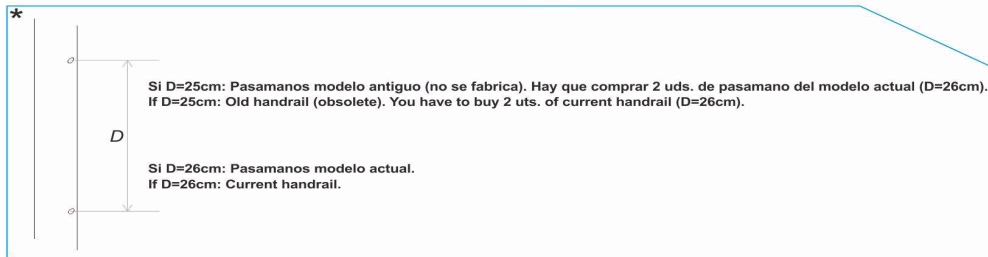 *
Si D=25cm: Pasamanos modelo antiguo (no se fabrica). Hay que comprar 2 uds. de pasamano del modelo actual (D=26cm).
If D=25cm: Old handrail (obsolete). You have to buy 2 uts. of current handrail (D=26cm).
D
Si D=26cm: Pasamanos modelo actual.
If D=26cm: Current handrail.